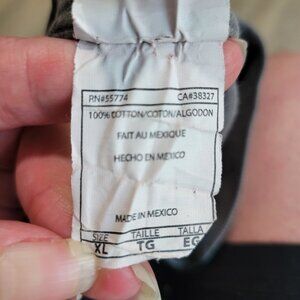 RN#55774 CA#38327
100% COTTON/COTON/ALGODON
FAIT AU MEXIQUE
HECHO EN MEXICO
MADE IN MEXICO
SIZE TAILLE TALLA
XL TG EG